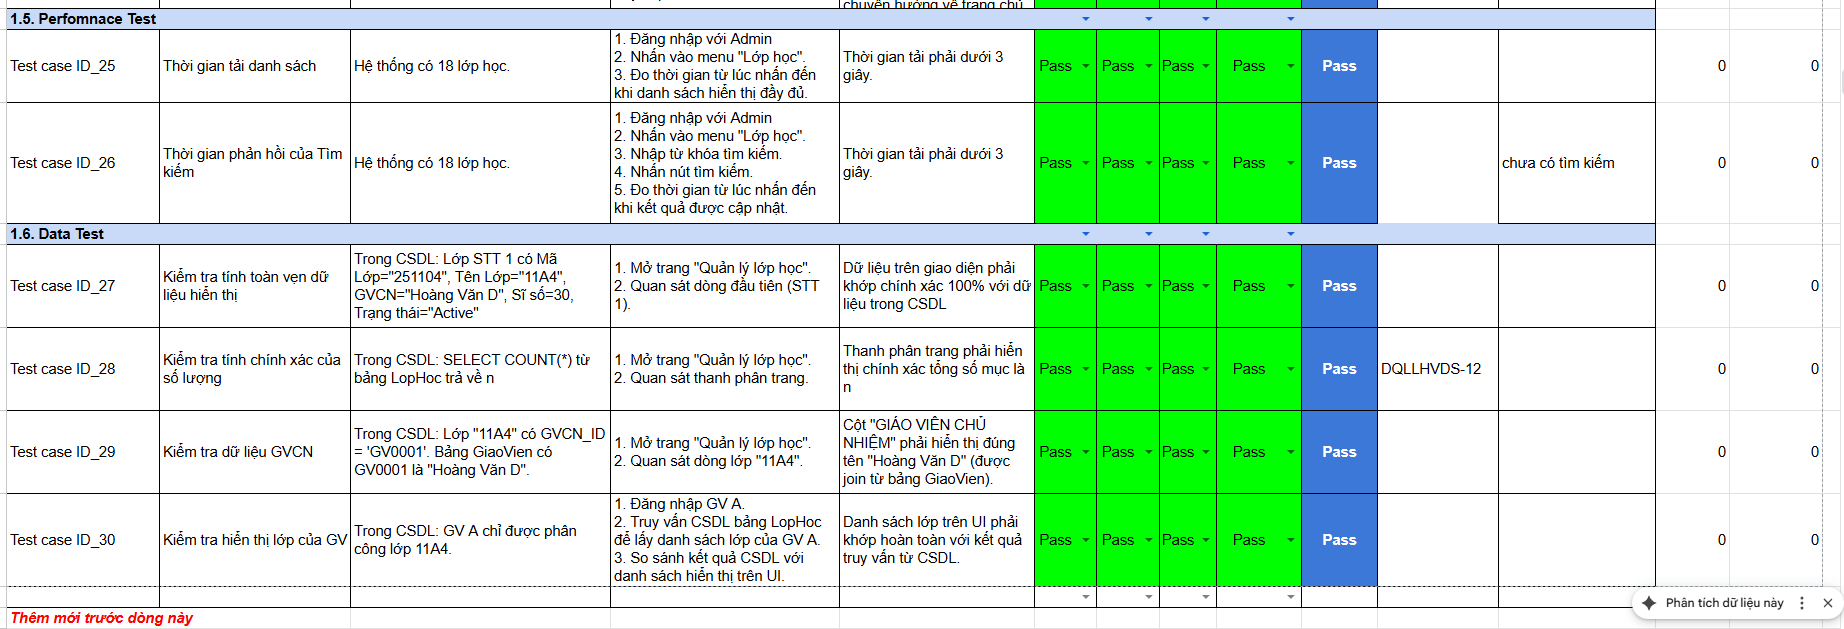 chuyển hướng về trang chủ
1.5. Perfomnace Test
Test case ID_25
Thời gian tải danh sách
Hệ thống có 18 lớp học.
1. Đăng nhập với Admin
2. Nhấn vào menu "Lớp học".
3. Đo thời gian từ lúc nhấn đến
khi danh sách hiển thị đầy đủ.
Thời gian tải phải dưới 3
giây.
Pass
Pass
Pass
Pass
Pass
0
0
Test case ID_26
Thời gian phản hồi của Tìm
kiếm
Hệ thống có 18 lớp học.
1. Đăng nhập với Admin
2. Nhấn vào menu "Lớp học".
3. Nhập từ khóa tìm kiếm.
4. Nhấn nút tìm kiếm.
5. Đo thời gian từ lúc nhấn đến
khi kết quả được cập nhật.
Thời gian tải phải dưới 3
giây.
Pass
Pass
Pass
Pass
Pass
chưa có tìm kiếm
0
0
1.6. Data Test
Test case ID_27
Kiểm tra tính toàn vẹn dữ
liệu hiển thị
Trong CSDL: Lớp STT 1 có Mã
Lớp="251104", Tên Lớp="11A4",
GVCN="Hoàng Văn D", Sĩ số=30,
Trạng thái="Active"
1. Mở trang "Quản lý lớp học".
2. Quan sát dòng đầu tiên (STT
1).
Dữ liệu trên giao diện phải
khớp chính xác 100% với dữ
liệu trong CSDL
Pass
Pass
Pass
Pass
Pass
0
0
Test case ID_28
Kiểm tra tính chính xác của
số lượng
Trong CSDL: SELECT COUNT(*) từ
bảng LopHoc trả về n
1. Mở trang "Quản lý lớp học".
2. Quan sát thanh phân trang.
Thanh phân trang phải hiển
thị chính xác tổng số mục là
n
Pass
Pass
Pass
Pass
Pass
DQLLHVDS-12
0
0
Test case ID_29
Kiểm tra dữ liệu GVCN
Trong CSDL: Lớp "11A4" có GVCN_ID
= 'GV0001'. Bảng GiaoVien có
GV0001 là "Hoàng Văn D".
1. Mở trang "Quản lý lớp học".
2. Quan sát dòng lớp "11A4".
Cột "GIÁO VIÊN CHỦ
NHIỆM" phải hiển thị đúng
tên "Hoàng Văn D" (được
join từ bảng GiaoVien).
Pass
Pass
Pass
Pass
Pass
0
0
Test case ID_30
Kiểm tra hiển thị lớp của GV
Trong CSDL: GV A chỉ được phân
công lớp 11A4.
1. Đăng nhập GV A.
2. Truy vấn CSDL bảng LopHoc
để lấy danh sách lớp của GV A.
3. So sánh kết quả CSDL với
danh sách hiển thị trên UI.
Danh sách lớp trên UI phải
khớp hoàn toàn với kết quả
truy vấn từ CSDL.
Pass
Pass
Pass
Pass
Pass
0
0
Thêm mới trước dòng này
Phân tích dữ liệu này